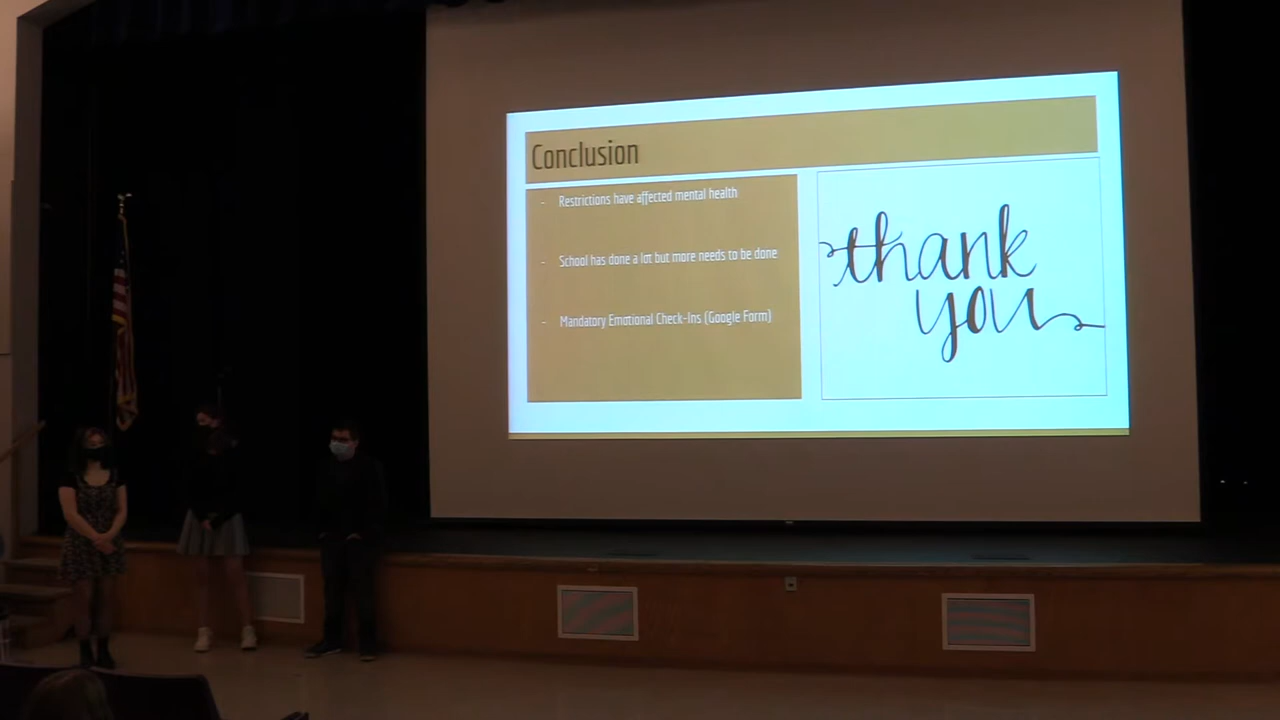 Conclusion
- Restrictions have affected mental health
- School has done a lot but more needs to be done
- Mandatory Emotional Check-Ins (Google Form)
thank
you